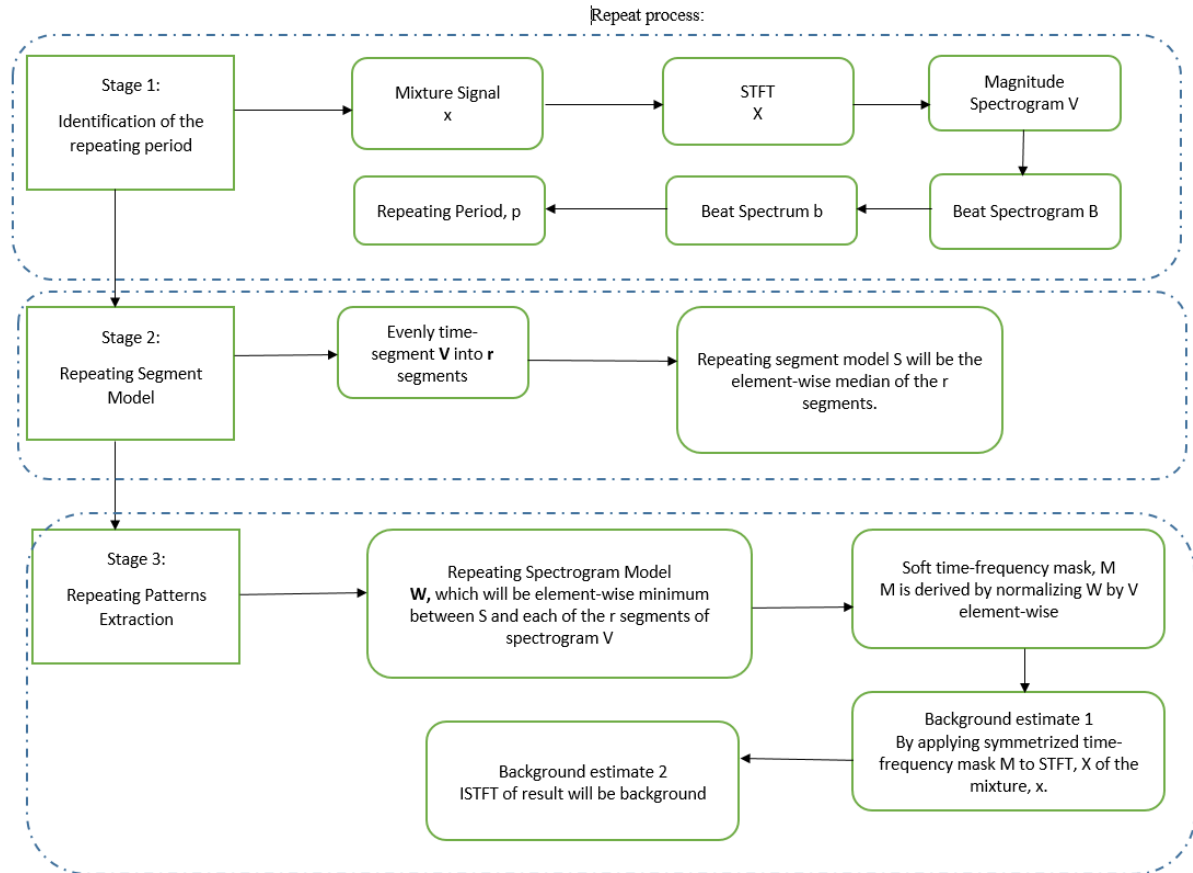 Repeat process:
Stage 1:
Identification of the
repeating period
Mixture Signal
x
STFT
X
Magnitude
Spectrogram V
Repeating Period, p
Beat Spectrum b
Beat Spectrogram B
Stage 2:
Repeating Segment
Model
Evenly time-
segment V into r
segments
Repeating segment model S will be the
element-wise median of the r
segments.
Stage 3:
Repeating Patterns
Extraction
Repeating Spectrogram Model
W, which will be element-wise minimum
between S and each of the r segments of
spectrogram V
Soft time-frequency mask, M
M is derived by normalizing W by V
element-wise
Background estimate 1
By applying symmetrized time-
frequency mask M to STFT, X of the
mixture, x.
Background estimate 2
ISTFT of result will be background